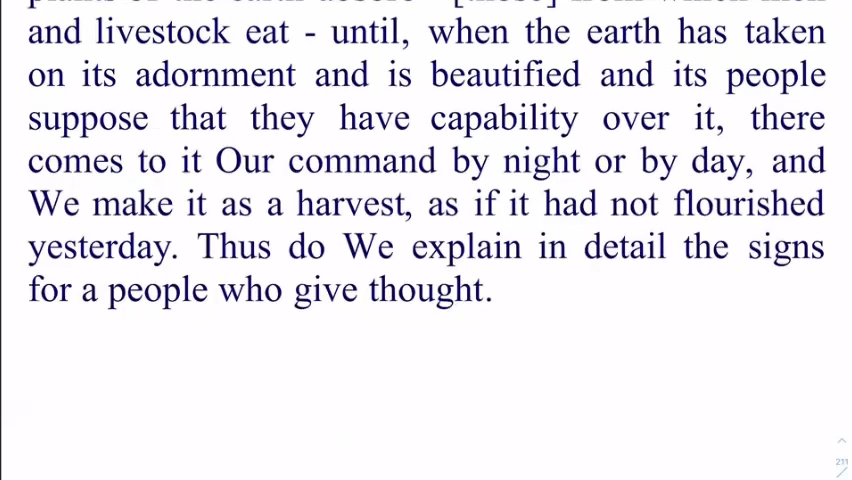 and livestock eat - until, when the earth has taken
on its adornment and is beautified and its people
suppose that they have capability over it, there
comes to it Our command by night or by day, and
We make it as a harvest, as if it had not flourished
yesterday. Thus do We explain in detail the signs
for a people who give thought.
211